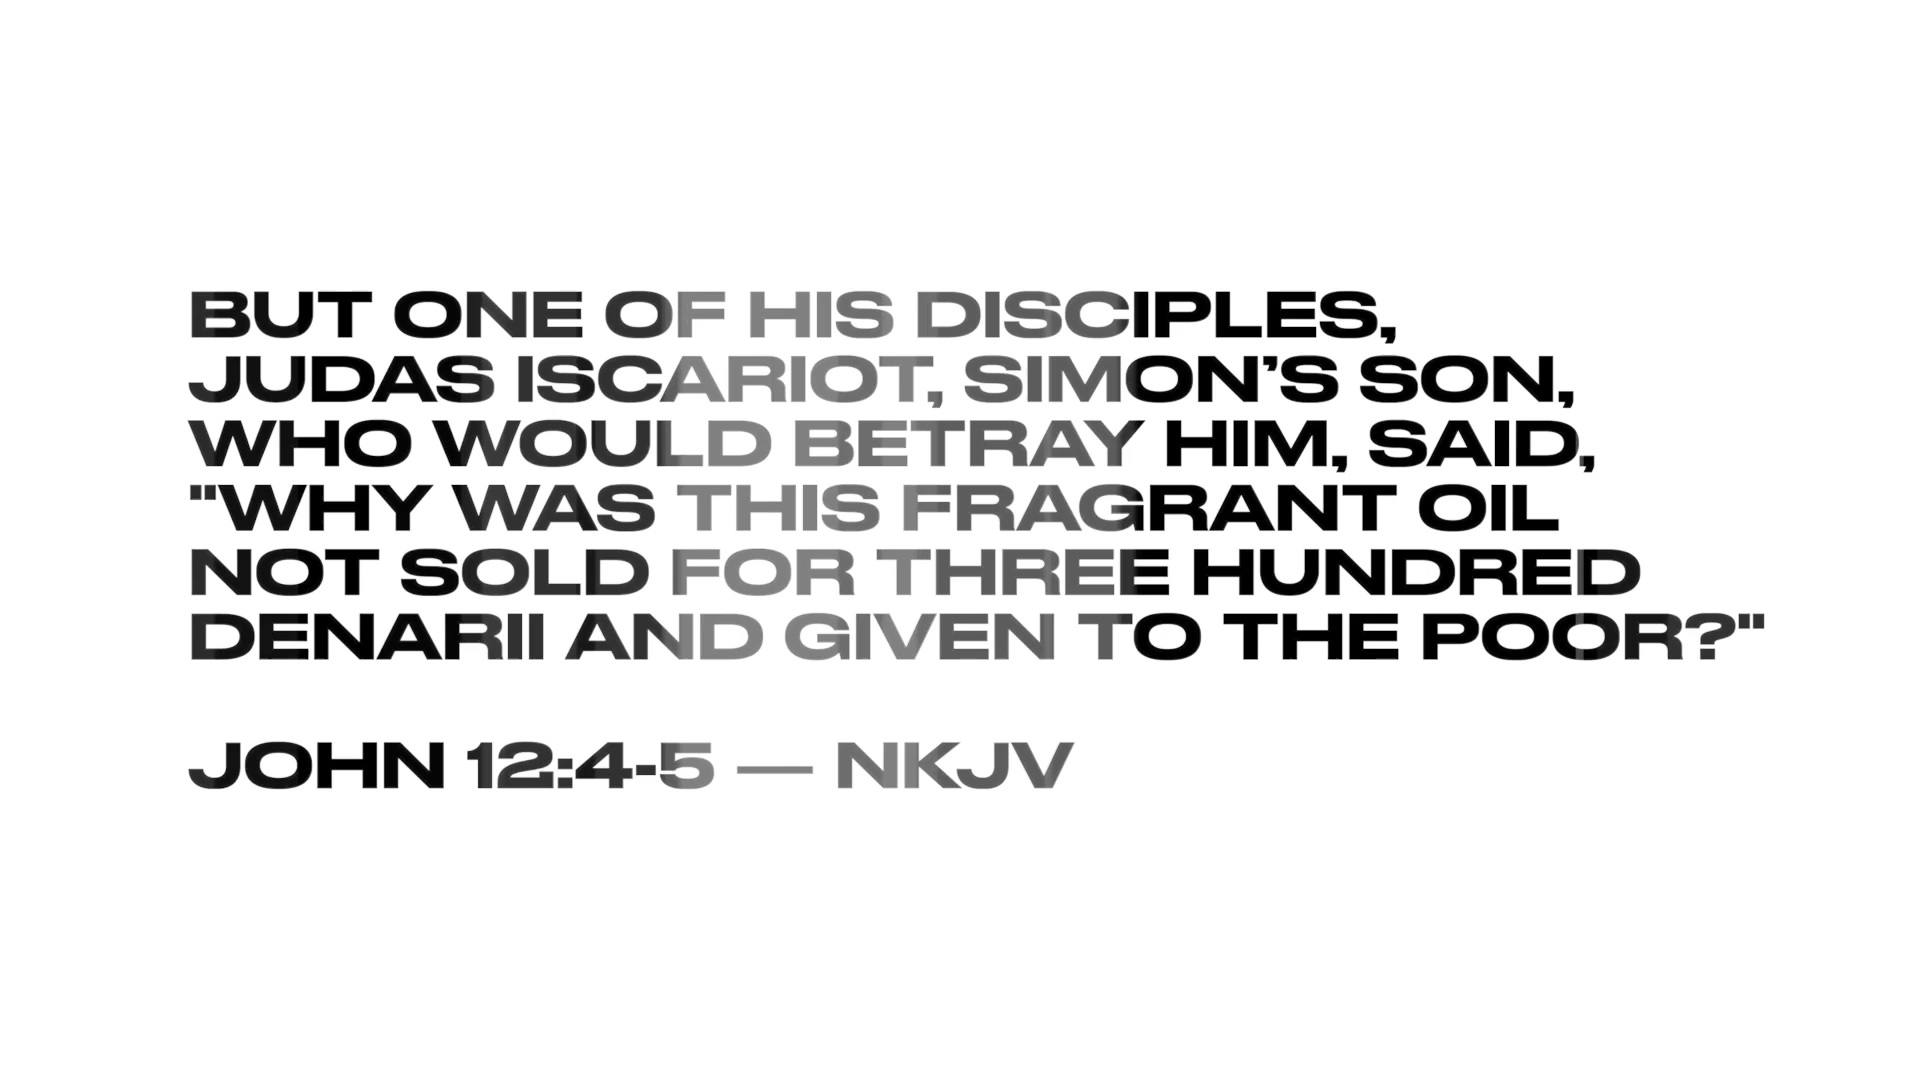 BUT ONE OF HIS DISCIPLES,
JUDAS ISCARIOT, SIMON’S SON,
WHO WOULD BETRAY HIM, SAID,
"WHY WAS THIS FRAGRANT OIL
NOT SOLD FOR THREE HUNDRED
DENARII AND GIVEN TO THE POOR?"
JOHN 12:4-5 — NKJV